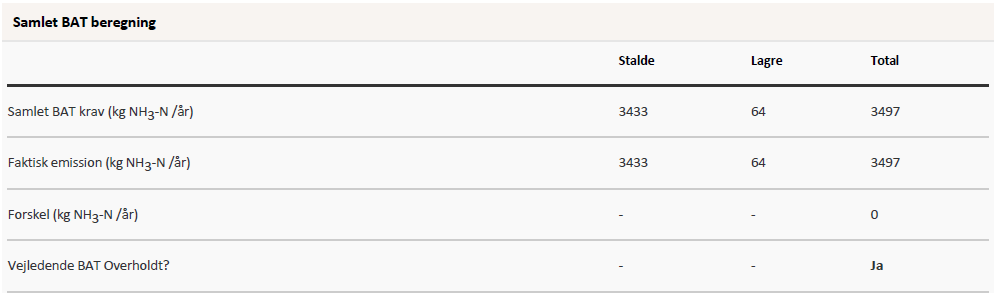 Samlet BAT beregning
Stalde Lagre Total
Samlet BAT krav (kg NH3-N /år) 3433 64 3497
Faktisk emission (kg NH3-N /år) 3433 64 3497
Forskel (kg NH3-N /år) - - 0
Vejledende BAT Overholdt? - - Ja